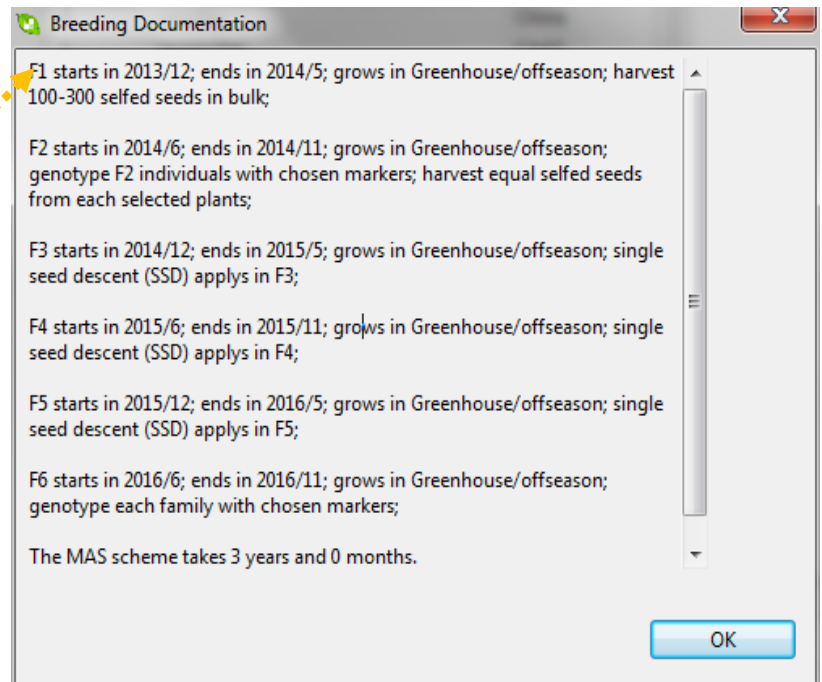 Breeding Documentation
F1 starts in 2013/12; ends in 2014/5; grows in Greenhouse/offseason; harvest
100-300 selfed seeds in bulk;
F2 starts in 2014/6; ends in 2014/11; grows in Greenhouse/offseason;
genotype F2 individuals with chosen markers; harvest equal selfed seeds
from each selected plants;
F3 starts in 2014/12; ends in 2015/5; grows in Greenhouse/offseason; single
seed descent (SSD) applys in F3;
F4 starts in 2015/6; ends in 2015/11; grows in Greenhouse/offseason; single
seed descent (SSD) applys in F4;
F5 starts in 2015/12; ends in 2016/5; grows in Greenhouse/offseason; single
seed descent (SSD) applys in F5;
F6 starts in 2016/6; ends in 2016/11; grows in Greenhouse/offseason;
genotype each family with chosen markers;
The MAS scheme takes 3 years and 0 months.
OK